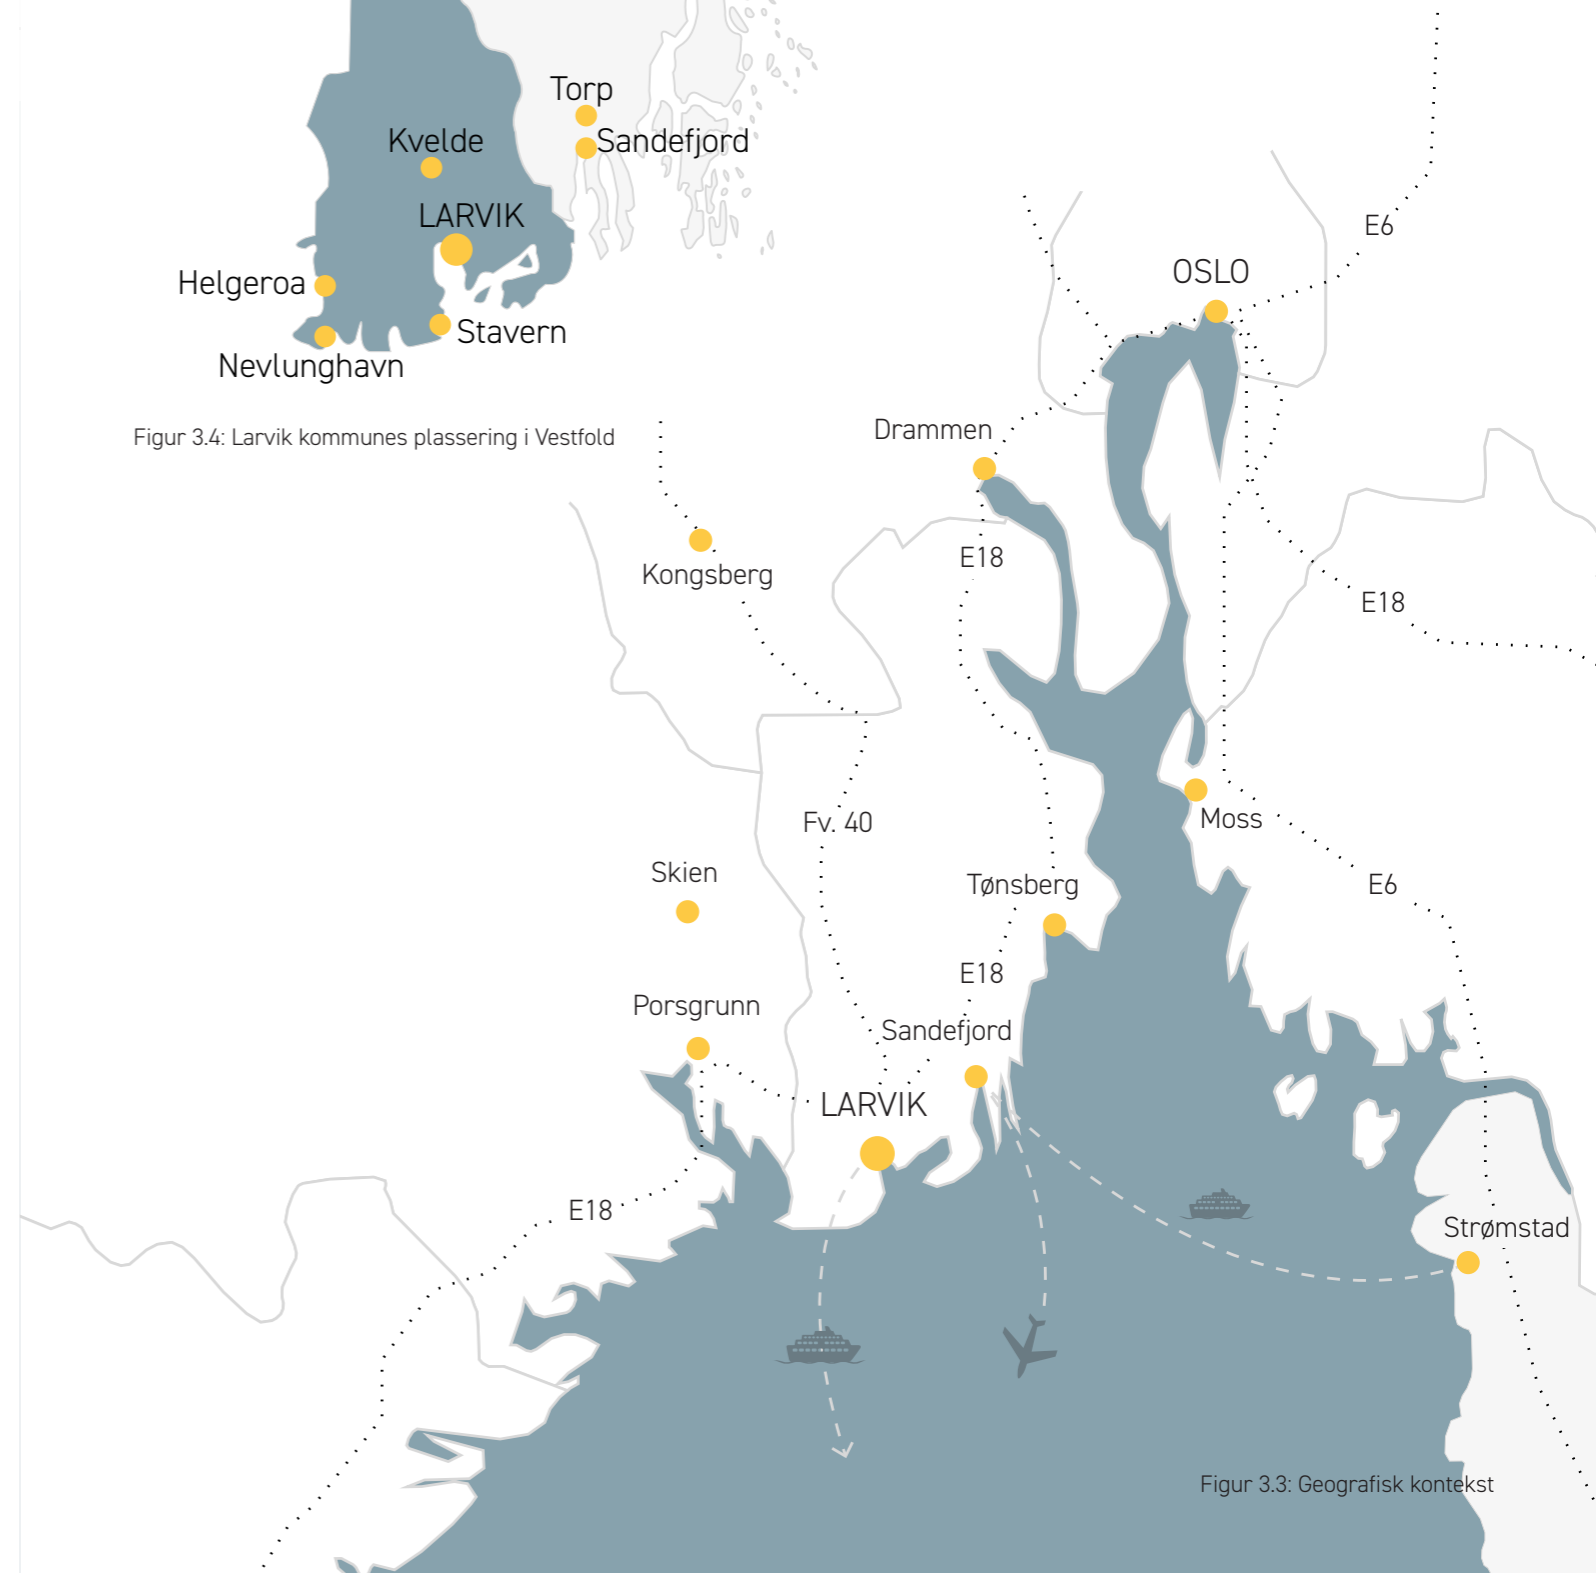 Torp
Kvelde
Sandefjord
LARVIK
Helgeroa
Stavern
Nevlunghavn
Figur 3.4: Larvik kommunes plassering i Vestfold
E6
OSLO
Drammen
E18
Kongsberg
E18
Fv. 40
Moss
Skien
Tønsberg
E6
E18
Porsgrunn
Sandefjord
LARVIK
E18
Strømstad
Figur 3.3: Geografisk kontekst